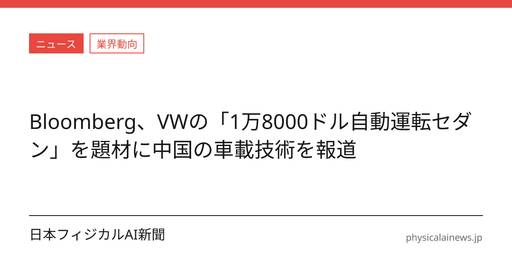 ニュース 業界動向
Bloomberg、VWの「1万8000ドル自動運転セダ
ン」を題材に中国の車載技術を報道
日本フィジカルAI新聞 physicalainews.jp